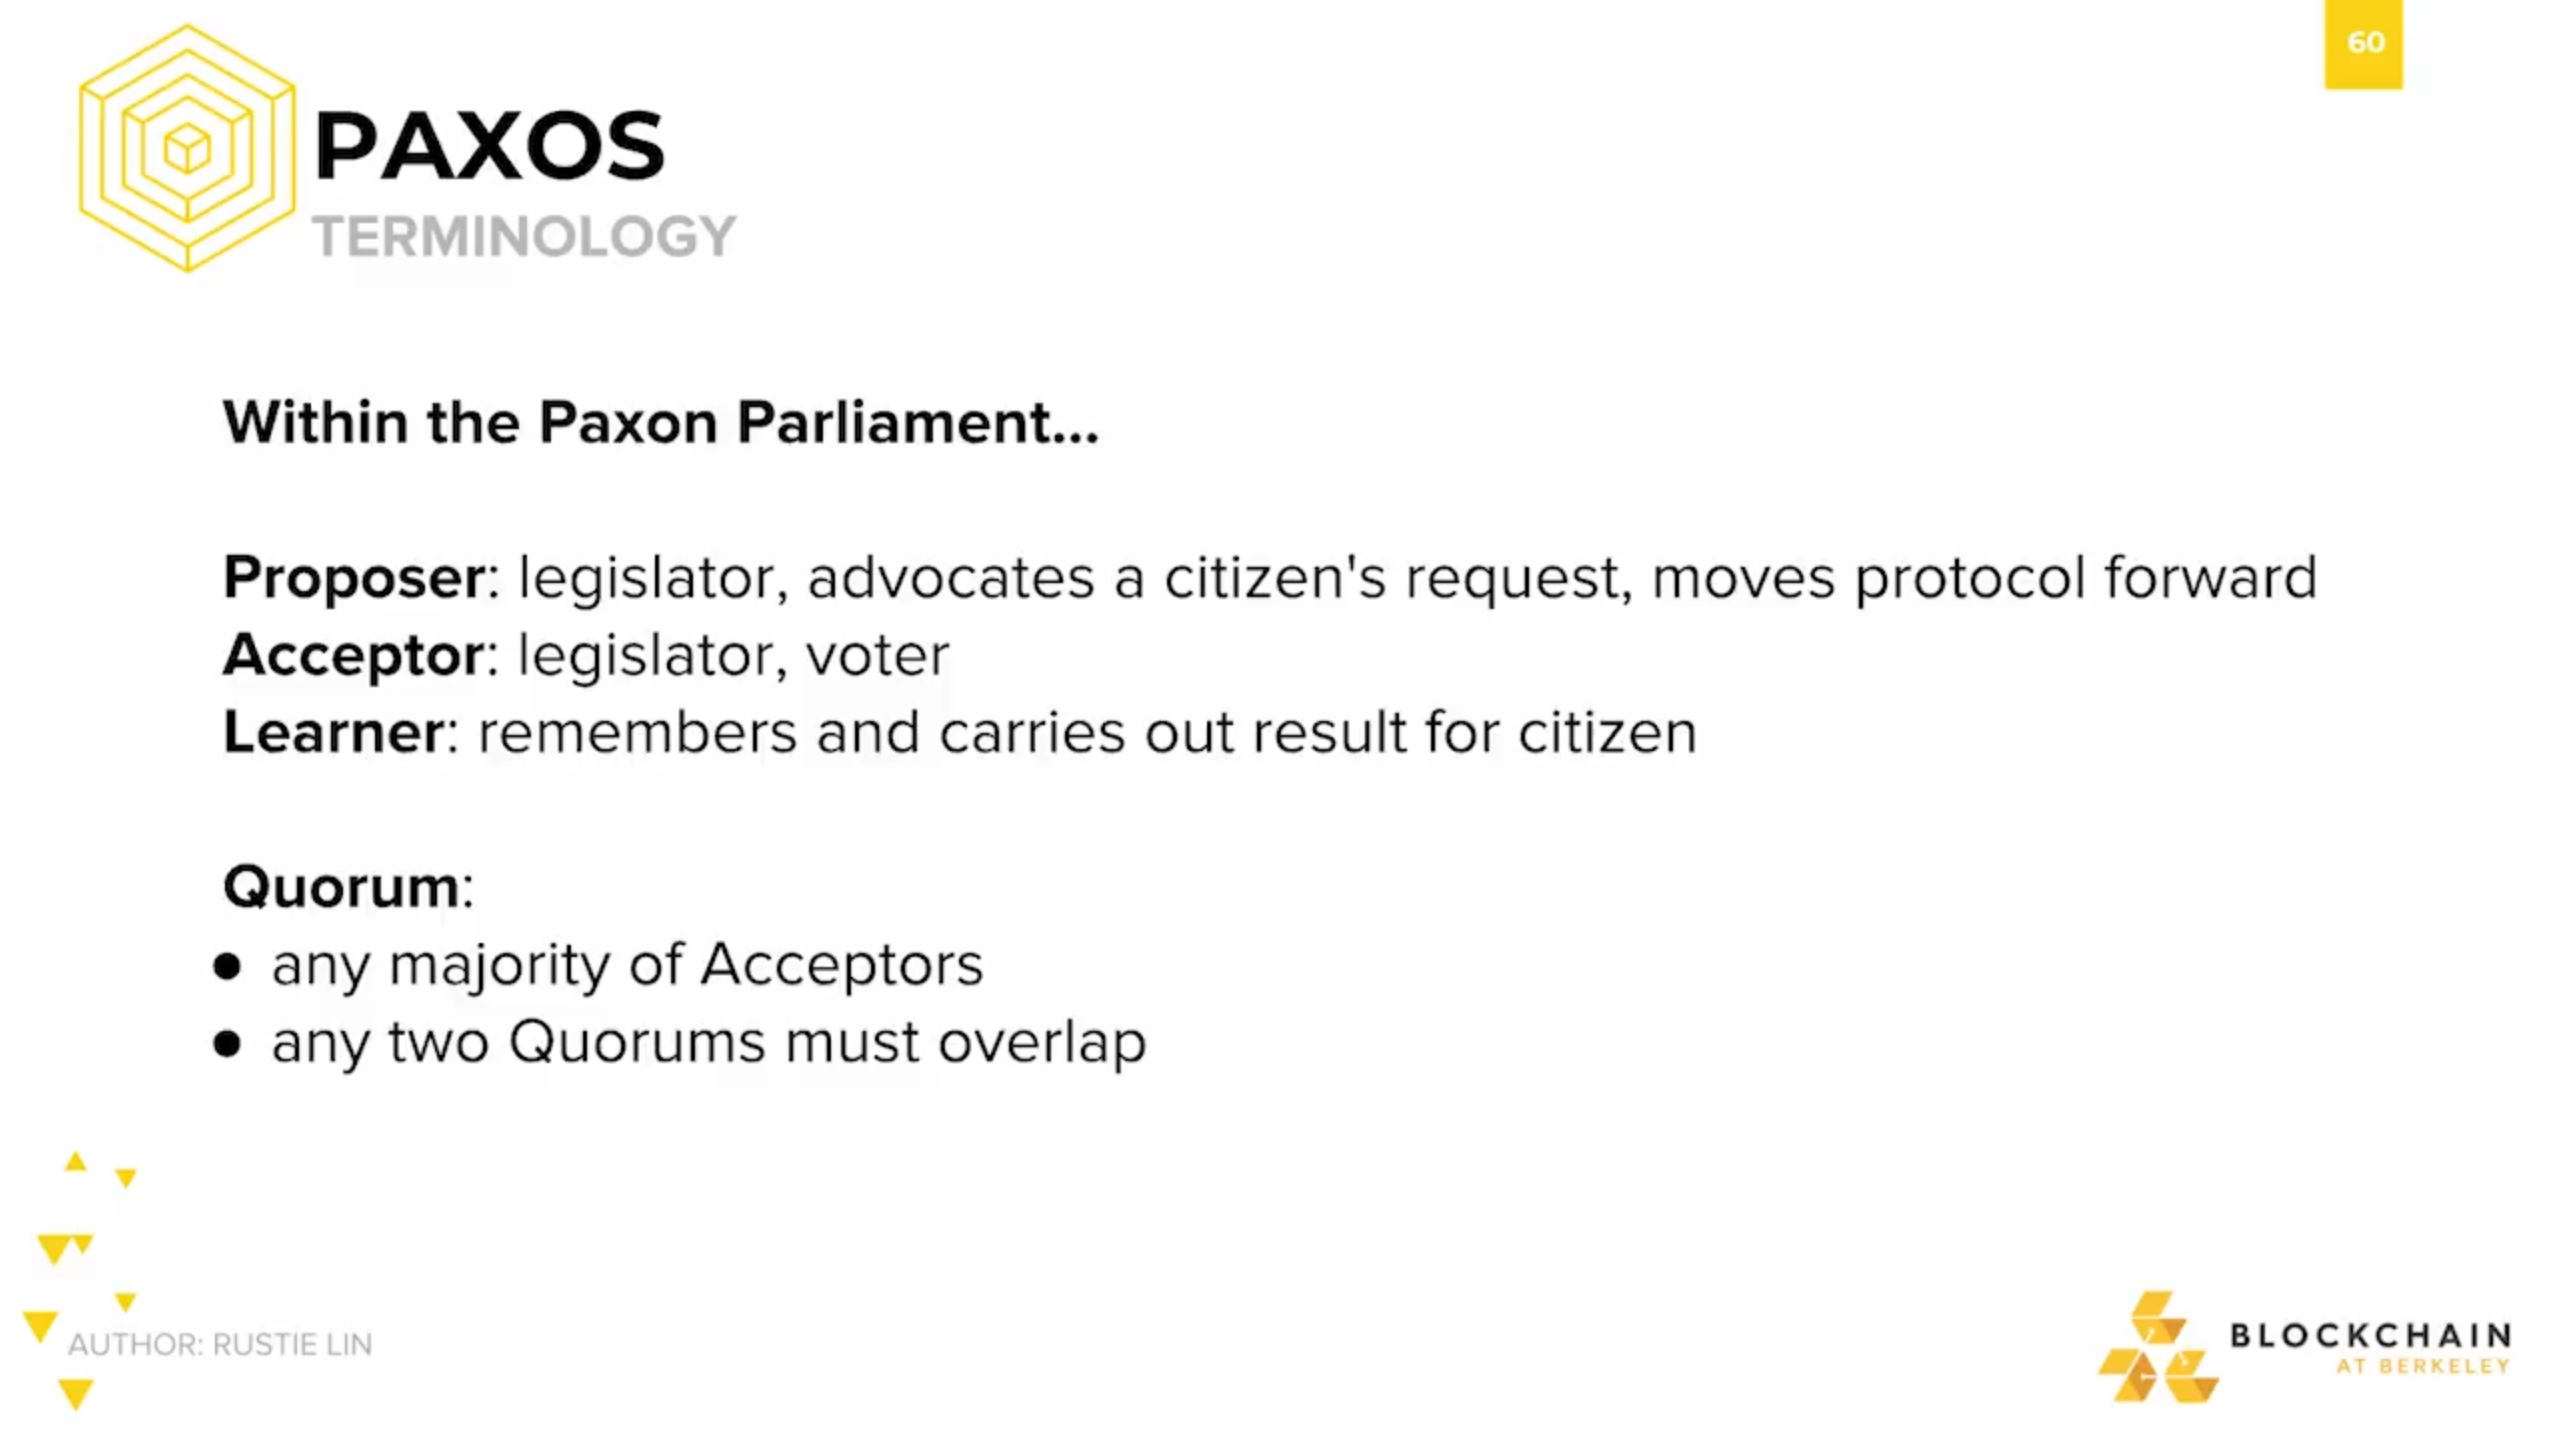 60
PAXOS
TERMINOLOGY
Within the Paxon Parliament...
Proposer: legislator, advocates a citizen's request, moves protocol forward
Acceptor: legislator, voter
Learner: remembers and carries out result for citizen
Quorum:
● any majority of Acceptors
● any two Quorums must overlap
AUTHOR: RUSTIE LIN
BLOCKCHAIN
AT BERKELEY